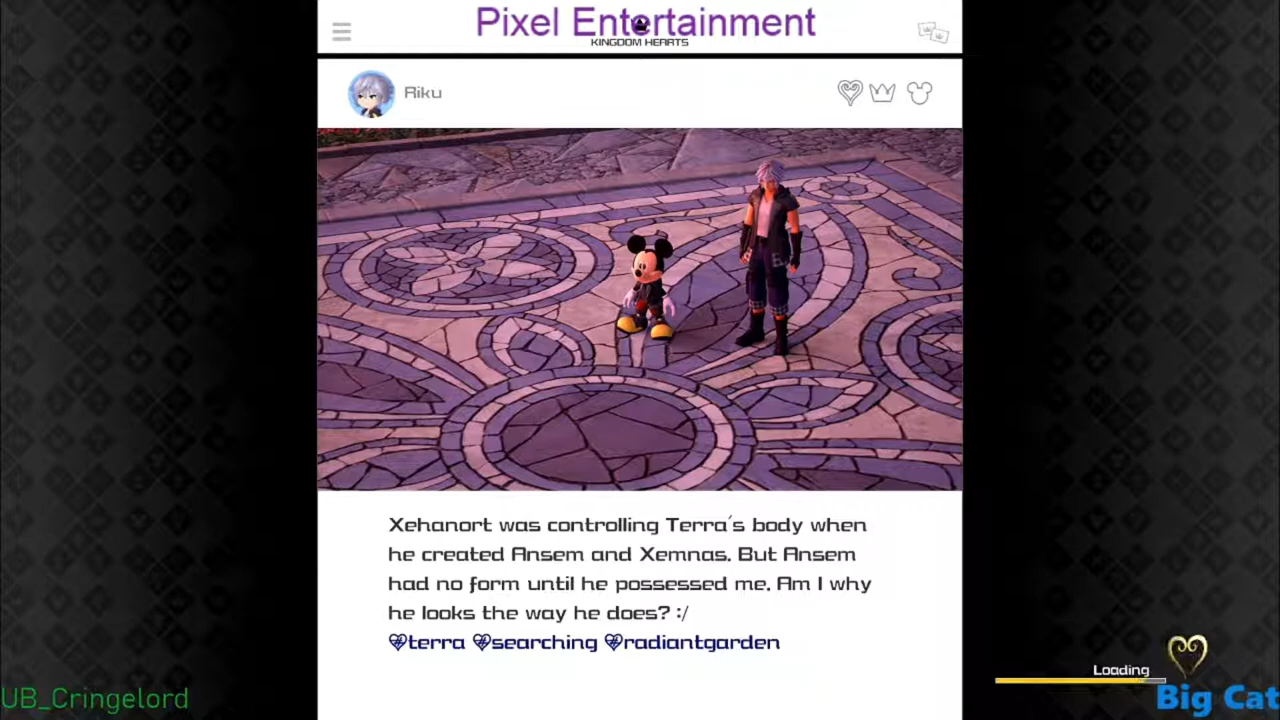 Pixel Entertainment
KINGDOM HEARTS
Riku
Xehanort was controlling Terra's body when
he created Ansem and Xemnas. But Ansem
had no form until he possessed me. Am I why
he looks the way he does? :/
#terra #searching #radiantgarden
Loading
UB_Cringelord
Big Cat